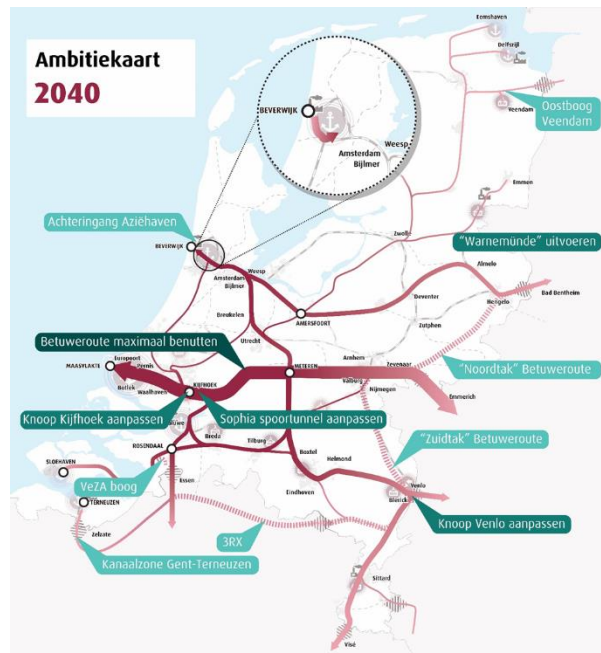 Ambitiekaart
2040
Eemshaven
Delfzijl
Veendam
Oostboog
Veendam
BEVERWIJK
Weesp
Amsterdam
Bijlmer
Emmen
Achteringang Aziëhaven
BEVERWIJK
Zwolle
"Warnemünde" uitvoeren
Weesp
Amsterdam
Bijlmer
Almelo
Bad Bentheim
Deventer
Hengelo
Breukelen
AMERSFOORT
Zutphen
Betuweroute maximaal benutten
Utrecht
Europoort
MAASVLAKTE
Pernis
Arnhem
Zevenaar
"Noordtak" Betuweroute
METEREN
Valburg
Botlek
Waalhaven
KIJFHOEK
Nijmegen
Emmerich
Knoop Kijfhoek aanpassen
Sophia spoortunnel aanpassen
Breda
Tilburg
"Zuidtak" Betuweroute
ROSENDAAL
Boxtel
Helmond
SLOEHAVEN
VeZA boog
Essen
Eindhoven
Venlo
Blerick
TERNEUZEN
Knoop Venlo aanpassen
Zelzate
3RX
Kanaalzone Gent-Terneuzen
Sittard
Visé